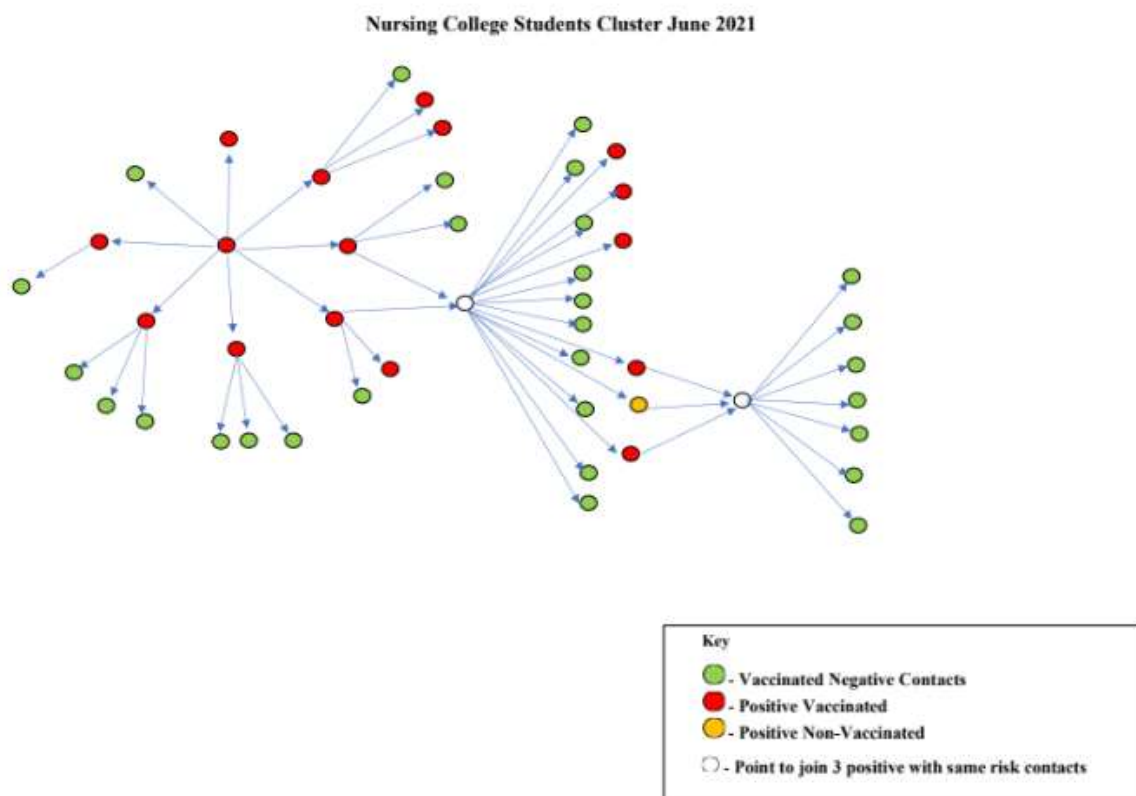 Nursing College Students Cluster June 2021
Key
- Vaccinated Negative Contacts
- Positive Vaccinated
- Positive Non-Vaccinated
- Point to join 3 positive with same risk contacts